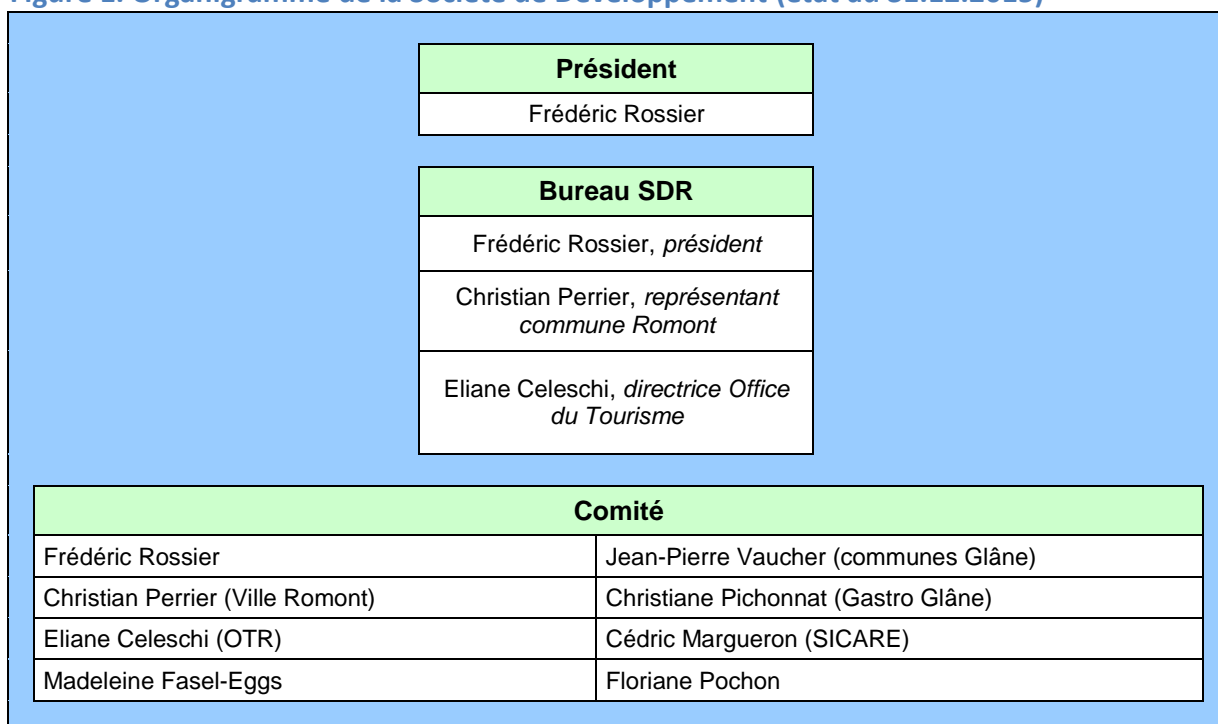 Président
Frédéric Rossier
Bureau SDR
Frédéric Rossier, président
Christian Perrier, représentant
commune Romont
Eliane Celeschi, directrice Office
du Tourisme
Comité
Frédéric Rossier
Jean-Pierre Vaucher (communes Glâne)
Christian Perrier (Ville Romont)
Christiane Pichonnat (Gastro Glâne)
Eliane Celeschi (OTR)
Cédric Margueron (SICARE)
Madeleine Fasel-Eggs
Floriane Pochon